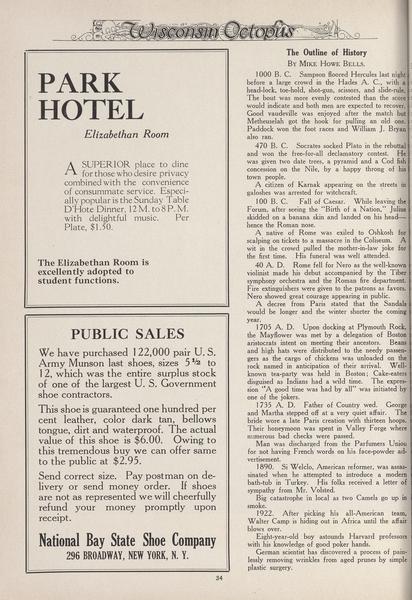 Wisconsin Octopus
PARK
HOTEL
Elizabethan Room
A SUPERIOR place to dine
for those who desire privacy
combined with the convenience
of consummate service. Especi-
ally popular is the Sunday Table
D'Hote Dinner, 12 M. to 8 P. M.
with delightful music. Per
Plate, $1.50.
The Elizabethan Room is
excellently adopted to
student functions.
PUBLIC SALES
We have purchased 122,000 pair U. S.
Army Munson last shoes, sizes 5½ to
12, which was the entire surplus stock
of one of the largest U. S. Government
shoe contractors.
This shoe is guaranteed one hundred per
cent leather, color dark tan, bellows
tongue, dirt and waterproof. The actual
value of this shoe is $6.00. Owing to
this tremendous buy we can offer same
to the public at $2.95.
Send correct size. Pay postman on de-
livery or send money order. If shoes
are not as represented we will cheerfully
refund your money promptly upon
receipt.
National Bay State Shoe Company
296 BROADWAY, NEW YORK, N. Y.
The Outline of History
BY MIKE HOWE BELLS.
1000 B. C. Sampson floored Hercules last night
before a large crowd in the Hades A. C., with a
head-lock, toe-hold, shot-gun, scissors, and slide-rule.
The bout was more evenly contested than the score
would indicate and both men are expected to recover.
Good vaudeville was enjoyed after the match but
Methuselah got the hook for pulling an old one.
Paddock won the foot races and William J. Bryan
also ran.
470 B. C. Socrates socked Plato in the rebuttal
and won the free-for-all declamatory contest. He
was given two date trees, a pyramid and a Cod fish
concession on the Nile, by a happy throng of his
town people.
A citizen of Karnak appearing on the streets in
galoshes was arrested for witchcraft.
100 B. C. Fall of Caesar. While leaving the
Forum, after seeing the "Birth of a Nation," Julius
skidded on a banana skin and landed on his head—
hence the Roman nose.
A native of Rome was exiled to Oshkosh for
scalping on tickets to a massacre in the Coliseum. A
wit in the crowd pulled the mother-in-law joke for
the first time. His funeral was well attended.
40 A. D. Rome fell for Nero as the well-known
violinist made his debut accompanied by the Tiber
symphony orchestra and the Roman fire department.
Fire extinguishers were given to the patrons as favors.
Nero showed great courage appearing in public.
A decree from Paris stated that the Sandals
would be longer and the winter shorter the coming
year.
1705 A. D. Upon docking at Plymouth Rock,
the Mayflower was met by a delegation of Boston
aristocrats intent on meeting their ancestors. Beans
and high hats were distributed to the needy passen-
gers as the cargo of chickens was unloaded on the
rock named in anticipation of their arrival. Well-
known tea-party was held in Boston; Cake-eaters
disguised as Indians had a wild time. The expres-
sion "A good time was had by all" was initiated by
one of the jokers.
1735 A. D. Father of Country wed. George
and Martha stepped off at a very quiet affair. The
bride wore a late Paris creation with thirteen hoops.
Their honeymoon was spent in Valley Forge where
numerous bad checks were passed.
Man was discharged from the Parfumers Union
for not having French words on his face-powder ad-
vertisement.
1890. Si Welch, American reformer, was assas-
sinated when he attempted to introduce a modern
bath-tub in Turkey. His folks received a letter of
sympathy from Mr. Volsted.
Big catastrophe in local as two Camels go up in
smoke.
1922. After picking his all-American team,
Walter Camp is hiding out in Africa until the affair
blows over.
Eight-year-old boy astounds Harvard professors
with his knowledge of good poker hands.
German scientist has discovered a process of pain-
lessly removing wrinkles from aged prunes by simple
plastic surgery.
34